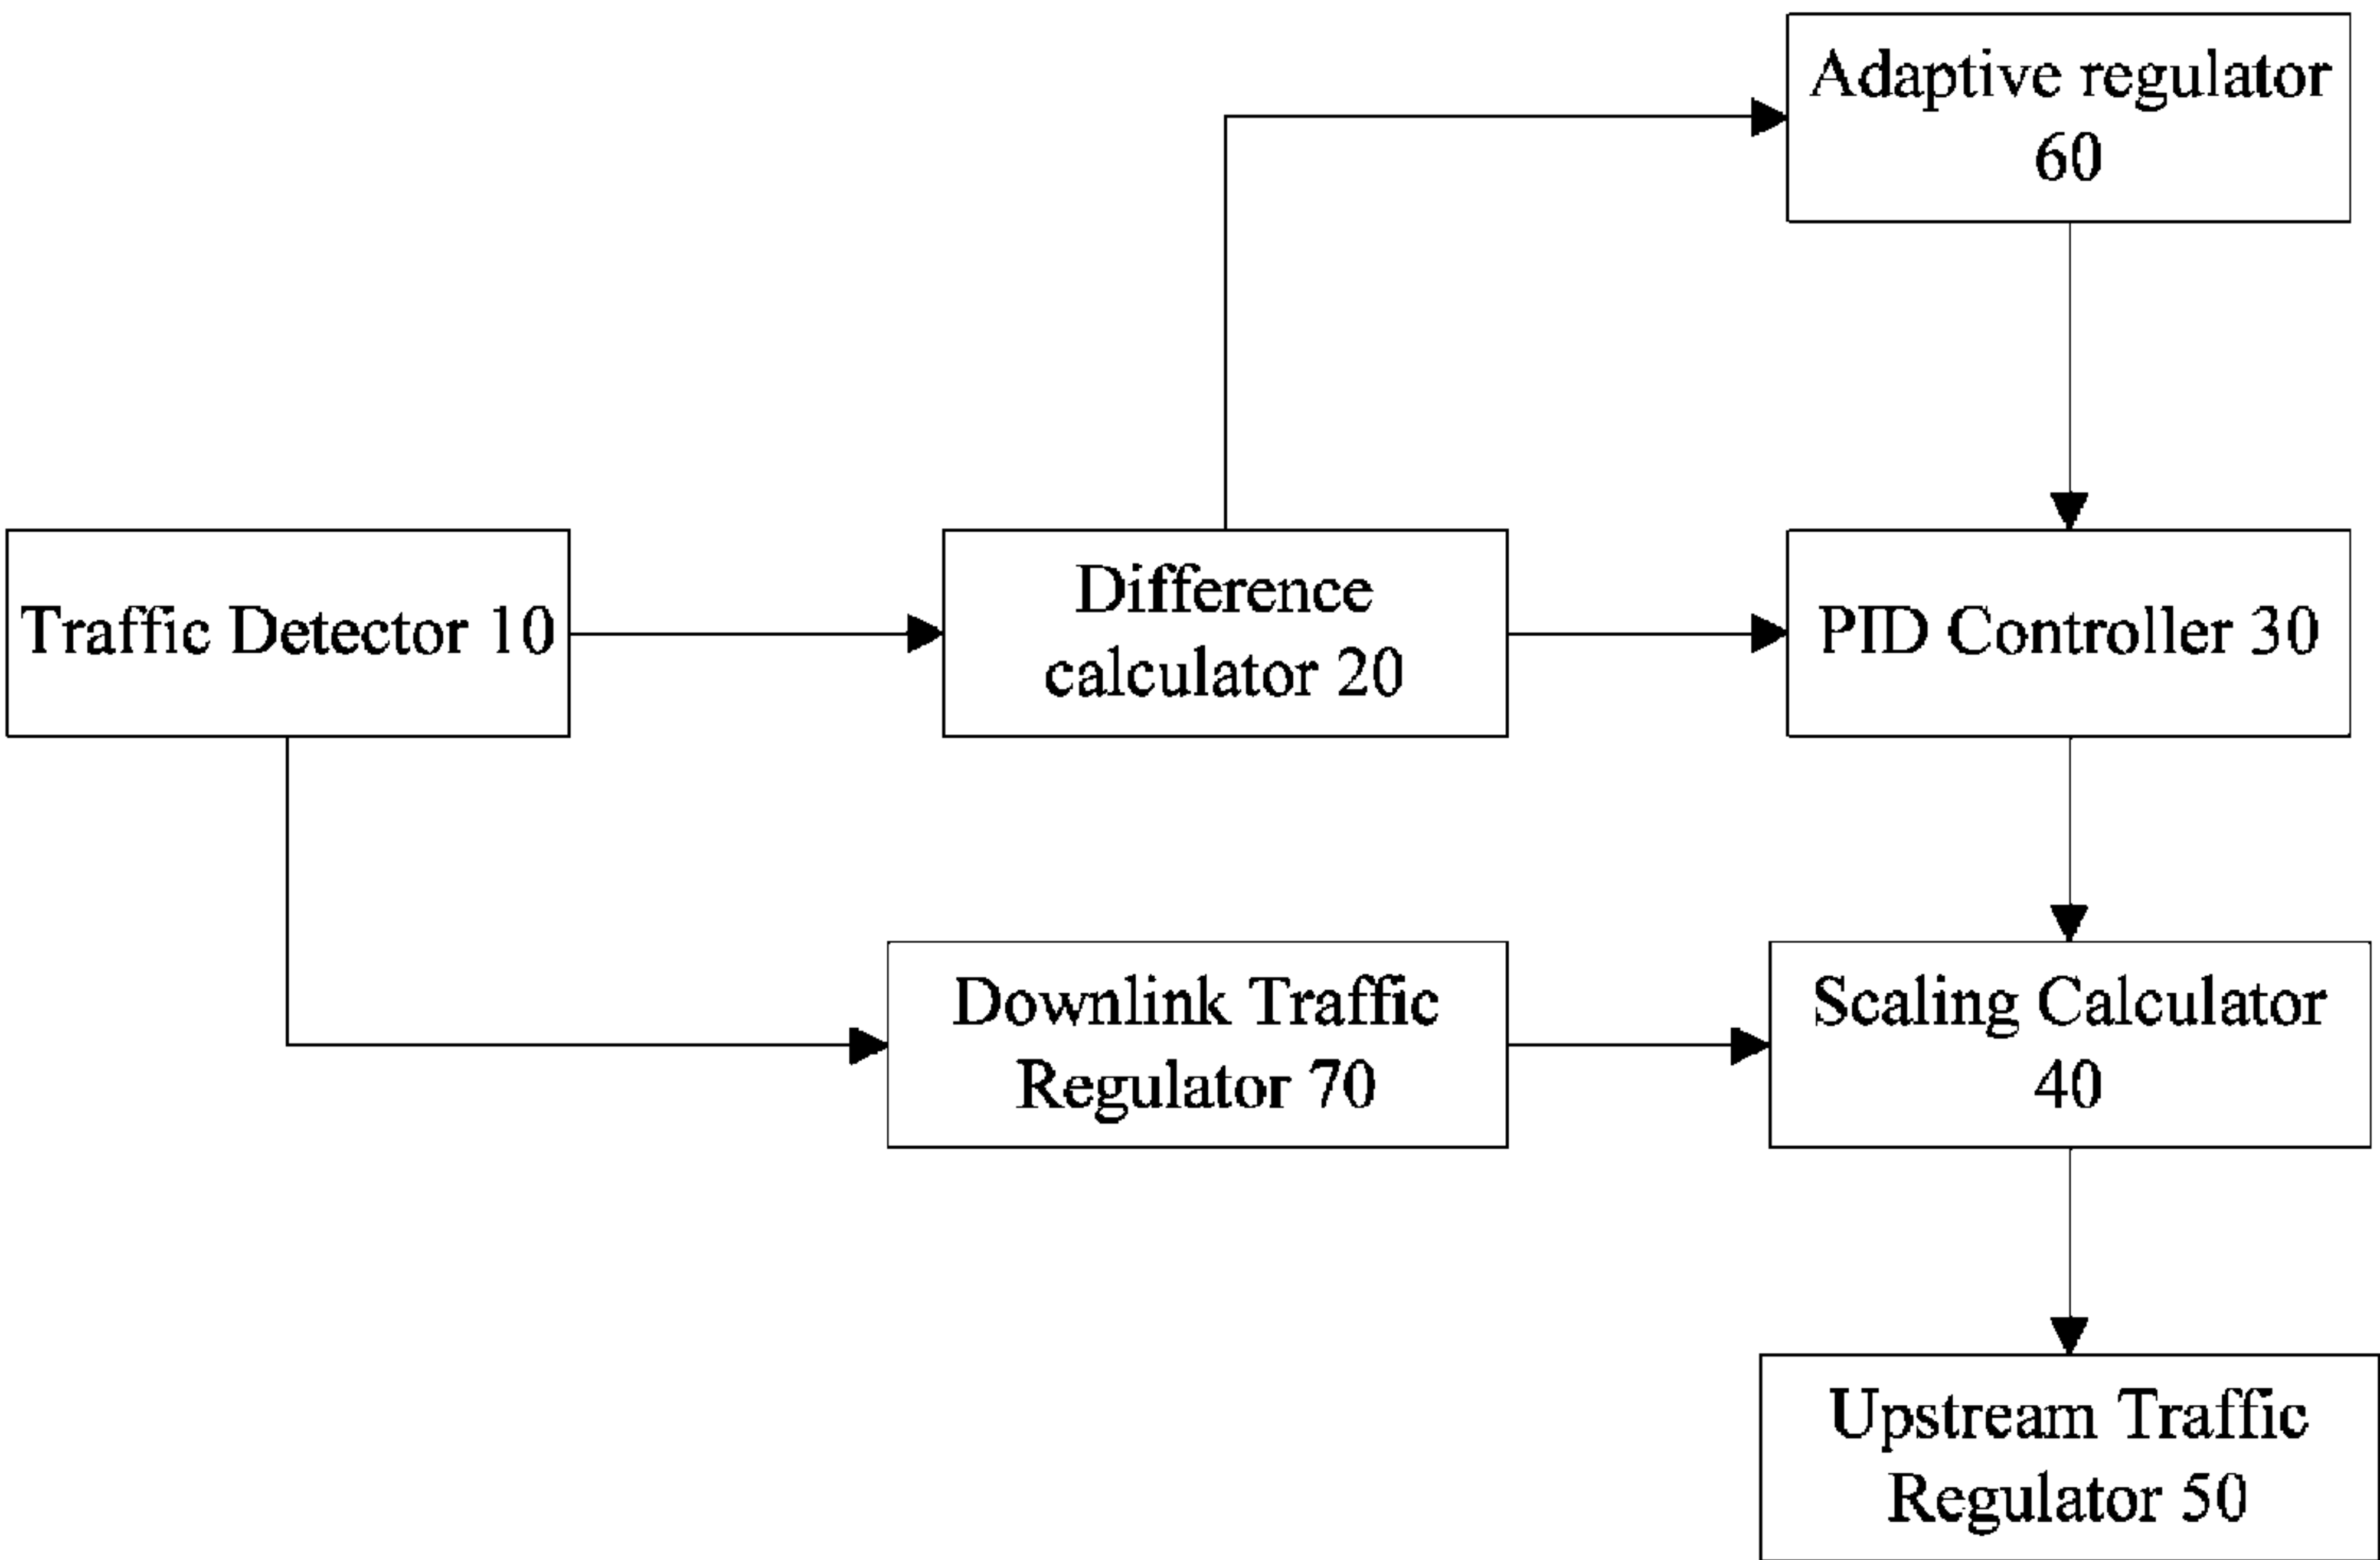 Adaptive regulator
60
Traffic Detector 10
Difference
calculator 20
PID Controller 30
Downlink Traffic
Regulator 70
Scaling Calculator
40
Upstream Traffic
Regulator 50